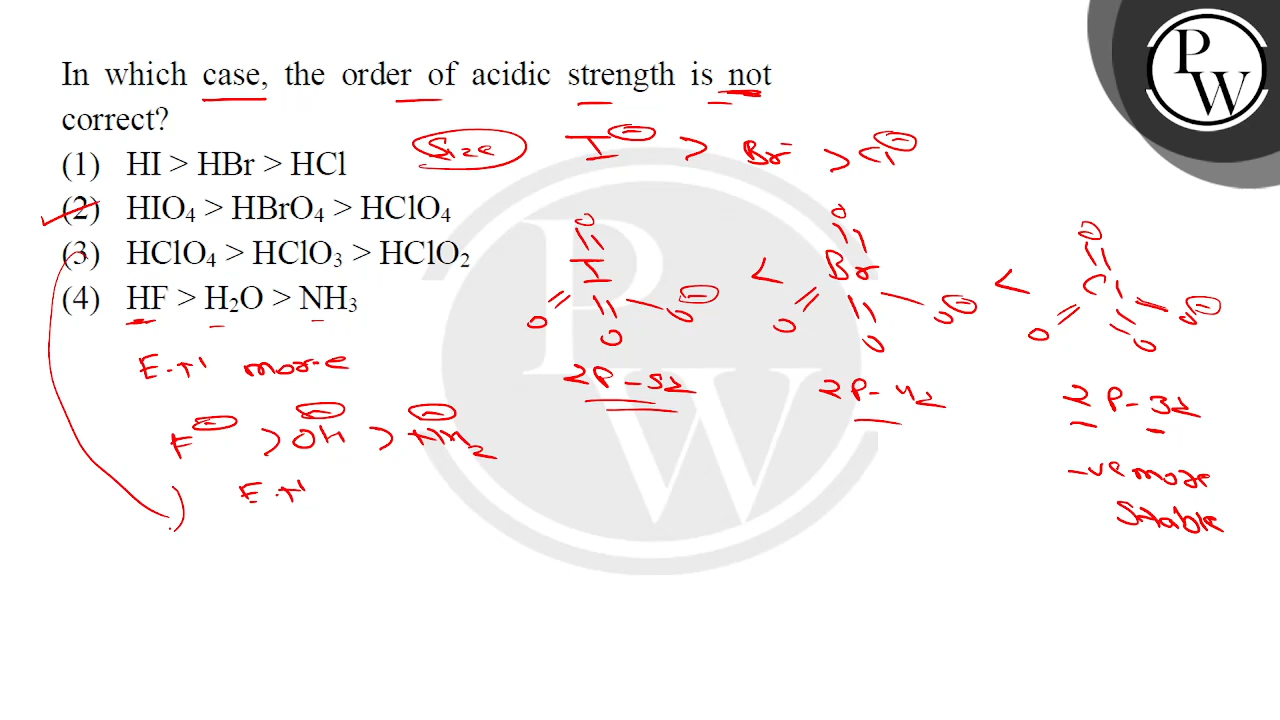 P
W
In which case, the order of acidic strength is not
correct?
Size I⊖ > Br⁻ > Cl⊖
(1) HI > HBr > HCl
(2) HIO₄ > HBrO₄ > HClO₄
(3) HClO₄ > HClO₃ > HClO₂
(4) HF > H₂O > NH₃
O O O
I < Br < Cl
O O O⊖ O O O⊖ O O O⊖
E.N more
2P-5d 2P-4d 2P-3d
F⊖ > OH⊖ > NH₂⊖
-ve more
E.N
Stable
P
W